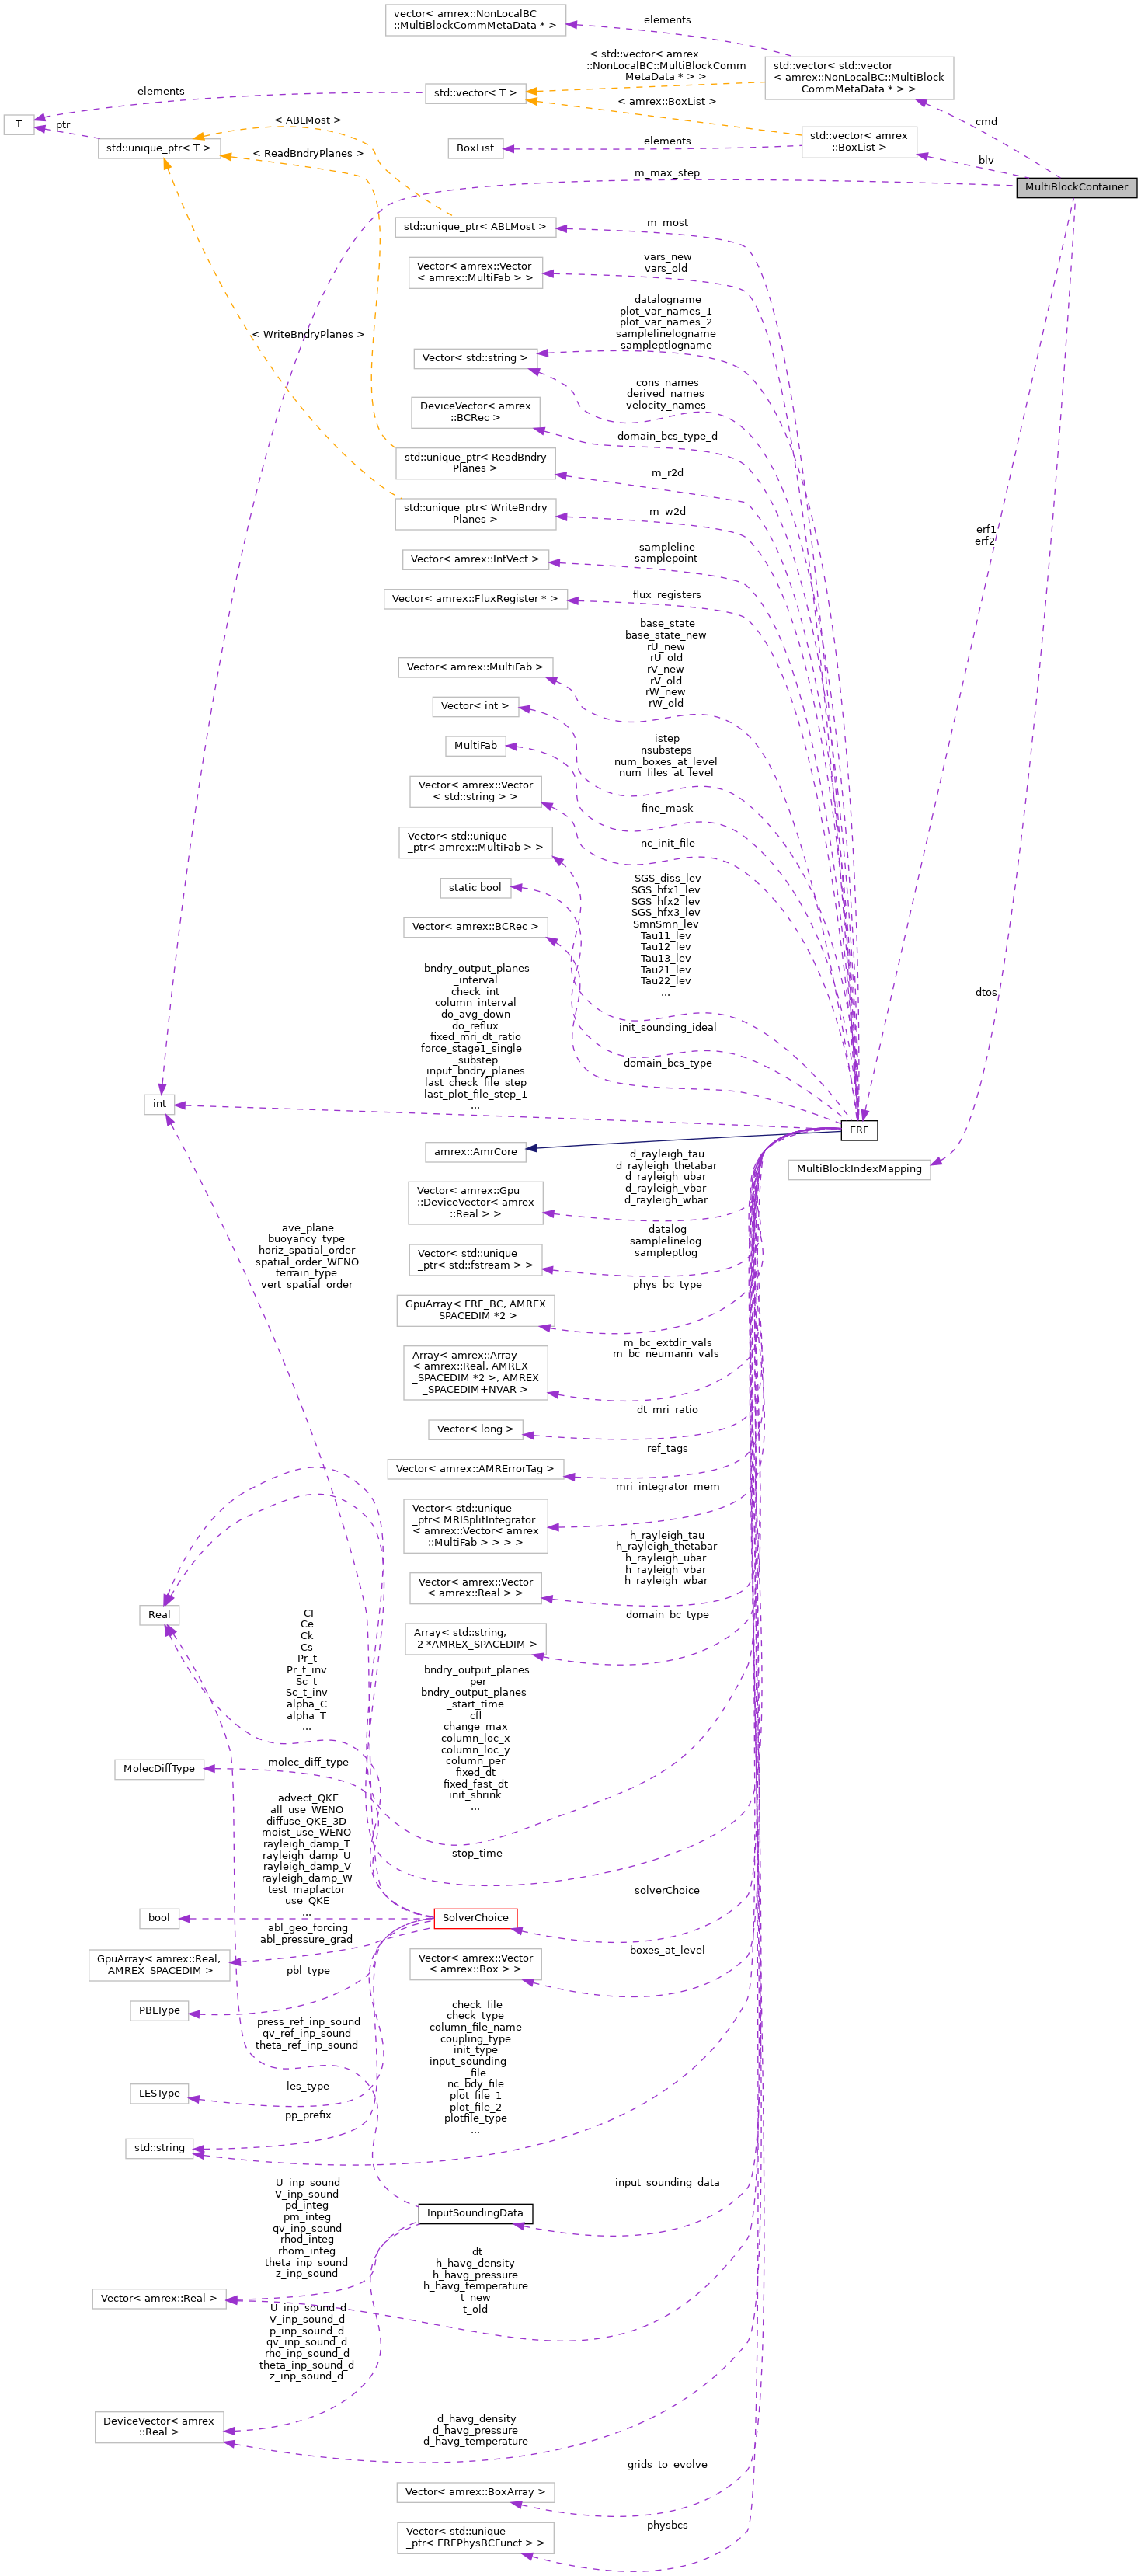 vector< amrex::NonLocalBC
::MultiBlockCommMetaData * >
elements
< std::vector< amrex
::NonLocalBC::MultiBlockComm
MetaData * > >
std::vector< std::vector
< amrex::NonLocalBC::MultiBlock
CommMetaData * > >
elements
std::vector< T >
< amrex::BoxList >
cmd
T
ptr
< ABLMost >
std::unique_ptr< T >
< ReadBndryPlanes >
BoxList
elements
std::vector< amrex
::BoxList >
blv
m_max_step
MultiBlockContainer
std::unique_ptr< ABLMost >
m_most
Vector< amrex::Vector
< amrex::MultiFab > >
vars_new
vars_old
< WriteBndryPlanes >
datalogname
plot_var_names_1
plot_var_names_2
samplelinelogname
sampleptlogname
Vector< std::string >
cons_names
derived_names
velocity_names
DeviceVector< amrex
::BCRec >
domain_bcs_type_d
std::unique_ptr< ReadBndry
Planes >
m_r2d
std::unique_ptr< WriteBndry
Planes >
m_w2d
erf1
erf2
Vector< amrex::IntVect >
sampleline
samplepoint
Vector< amrex::FluxRegister * >
flux_registers
base_state
base_state_new
rU_new
rU_old
rV_new
rV_old
rW_new
rW_old
Vector< amrex::MultiFab >
Vector< int >
istep
nsubsteps
num_boxes_at_level
num_files_at_level
MultiFab
fine_mask
Vector< amrex::Vector
< std::string > >
nc_init_file
Vector< std::unique
_ptr< amrex::MultiFab > >
static bool
SGS_diss_lev
SGS_hfx1_lev
SGS_hfx2_lev
SGS_hfx3_lev
SmnSmn_lev
Tau11_lev
Tau12_lev
Tau13_lev
Tau21_lev
Tau22_lev
...
Vector< amrex::BCRec >
dtos
init_sounding_ideal
domain_bcs_type
bndry_output_planes
_interval
check_int
column_interval
do_avg_down
do_reflux
fixed_mri_dt_ratio
force_stage1_single
_substep
input_bndry_planes
last_check_file_step
last_plot_file_step_1
...
int
ERF
amrex::AmrCore
MultiBlockIndexMapping
d_rayleigh_tau
d_rayleigh_thetabar
d_rayleigh_ubar
d_rayleigh_vbar
d_rayleigh_wbar
Vector< amrex::Gpu
::DeviceVector< amrex
::Real > >
ave_plane
buoyancy_type
horiz_spatial_order
spatial_order_WENO
terrain_type
vert_spatial_order
datalog
samplelinelog
sampleptlog
Vector< std::unique
_ptr< std::fstream > >
phys_bc_type
GpuArray< ERF_BC, AMREX
_SPACEDIM *2 >
m_bc_extdir_vals
m_bc_neumann_vals
Array< amrex::Array
< amrex::Real, AMREX
_SPACEDIM *2 >, AMREX
_SPACEDIM+NVAR >
dt_mri_ratio
Vector< long >
ref_tags
Vector< amrex::AMRErrorTag >
mri_integrator_mem
Vector< std::unique
_ptr< MRISplitIntegrator
< amrex::Vector< amrex
::MultiFab > > > >
h_rayleigh_tau
h_rayleigh_thetabar
h_rayleigh_ubar
h_rayleigh_vbar
h_rayleigh_wbar
Vector< amrex::Vector
< amrex::Real > >
Real
CI
Ce
Ck
Cs
Pr_t
Pr_t_inv
Sc_t
Sc_t_inv
alpha_C
alpha_T
...
domain_bc_type
Array< std::string,
2 *AMREX_SPACEDIM >
bndry_output_planes
_per
bndry_output_planes
_start_time
cfl
change_max
column_loc_x
column_loc_y
column_per
fixed_dt
fixed_fast_dt
init_shrink
...
molec_diff_type
MolecDiffType
advect_QKE
all_use_WENO
diffuse_QKE_3D
moist_use_WENO
rayleigh_damp_T
rayleigh_damp_U
rayleigh_damp_V
rayleigh_damp_W
test_mapfactor
use_QKE
...
stop_time
solverChoice
SolverChoice
bool
abl_geo_forcing
abl_pressure_grad
GpuArray< amrex::Real,
AMREX_SPACEDIM >
boxes_at_level
Vector< amrex::Vector
< amrex::Box > >
pbl_type
PBLType
press_ref_inp_sound
qv_ref_inp_sound
theta_ref_inp_sound
check_file
check_type
column_file_name
coupling_type
init_type
input_sounding
_file
nc_bdy_file
plot_file_1
plot_file_2
plotfile_type
...
les_type
LESType
pp_prefix
std::string
input_sounding_data
InputSoundingData
U_inp_sound
V_inp_sound
pd_integ
pm_integ
qv_inp_sound
rhod_integ
rhom_integ
theta_inp_sound
z_inp_sound
Vector< amrex::Real >
dt
h_havg_density
h_havg_pressure
h_havg_temperature
t_new
t_old
U_inp_sound_d
V_inp_sound_d
p_inp_sound_d
qv_inp_sound_d
rho_inp_sound_d
theta_inp_sound_d
z_inp_sound_d
DeviceVector< amrex
::Real >
d_havg_density
d_havg_pressure
d_havg_temperature
grids_to_evolve
Vector< amrex::BoxArray >
physbcs
Vector< std::unique
_ptr< ERFPhysBCFunct > >